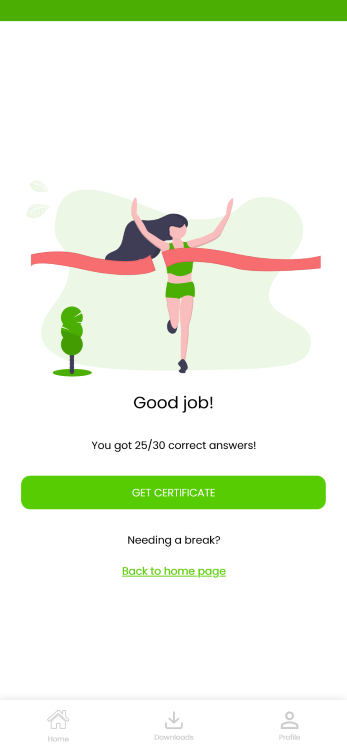 Good job!
You got 25/30 correct answers!
GET CERTIFICATE
Needing a break?
Back to home page
Home
Downloads
Profile